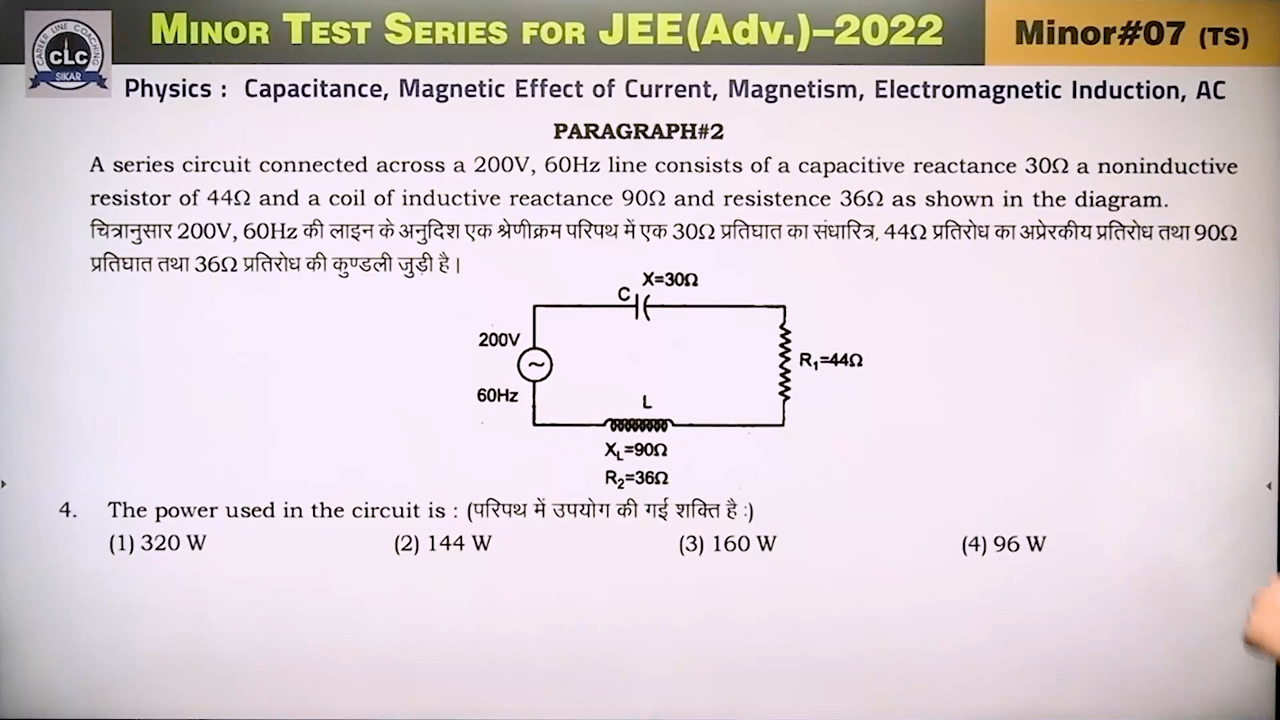 CAREER LINE COACHING
CLC
SIKAR
MINOR TEST SERIES FOR JEE(Adv.)–2022
Minor#07 (TS)
Physics : Capacitance, Magnetic Effect of Current, Magnetism, Electromagnetic Induction, AC
PARAGRAPH#2
A series circuit connected across a 200V, 60Hz line consists of a capacitive reactance 30Ω a noninductive
resistor of 44Ω and a coil of inductive reactance 90Ω and resistence 36Ω as shown in the diagram.
चित्रानुसार 200V, 60Hz की लाइन के अनुदिश एक श्रेणीक्रम परिपथ में एक 30Ω प्रतिघात का संधारित्र, 44Ω प्रतिरोध का अप्रेरकीय प्रतिरोध तथा 90Ω
प्रतिघात तथा 36Ω प्रतिरोध की कुण्डली जुड़ी है।
X=30Ω
C
200V
60Hz
R₁=44Ω
L
X_L=90Ω
R₂=36Ω
4. The power used in the circuit is : (परिपथ में उपयोग की गई शक्ति है :)
(1) 320 W (2) 144 W (3) 160 W (4) 96 W